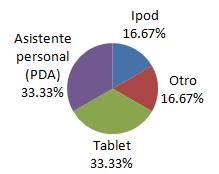 Ipod
16.67%
Otro
16.67%
Tablet
33.33%
Asistente
personal
(PDA)
33.33%